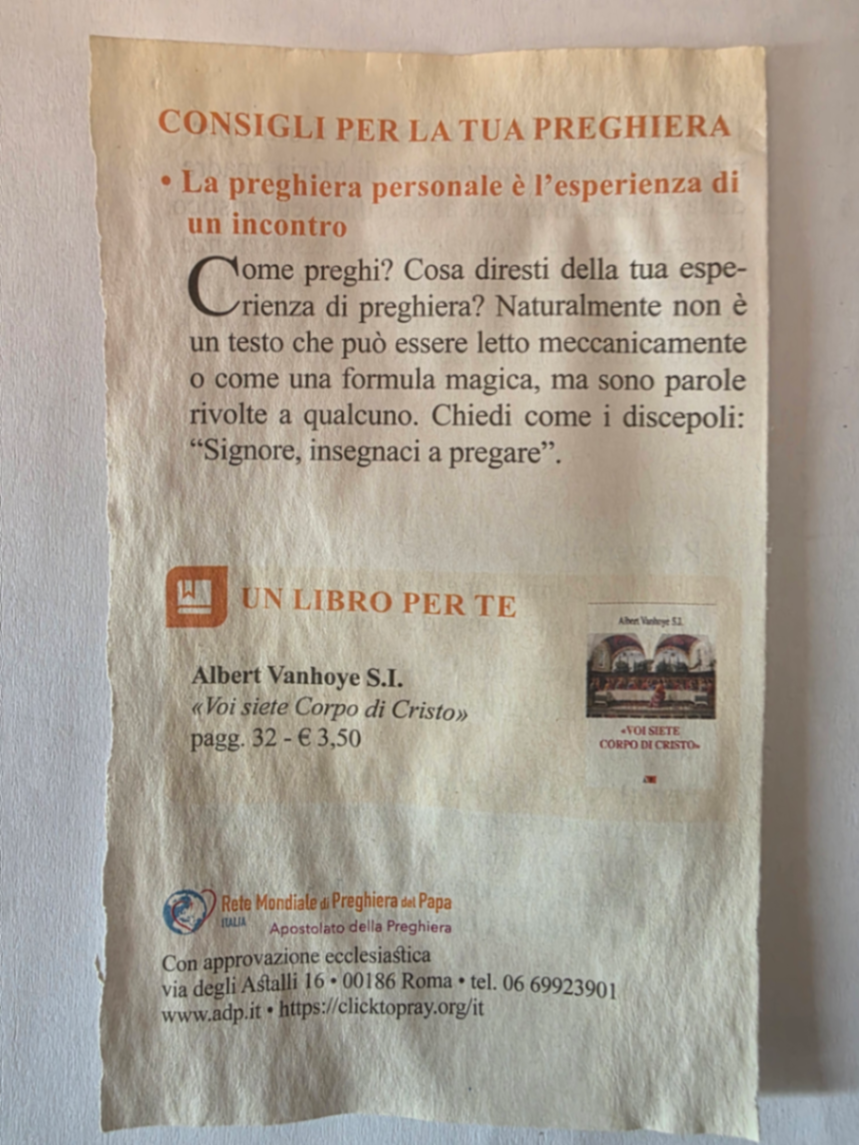 CONSIGLI PER LA TUA PREGHIERA
• La preghiera personale è l'esperienza di
un incontro
Come preghi? Cosa diresti della tua espe-
rienza di preghiera? Naturalmente non è
un testo che può essere letto meccanicamente
o come una formula magica, ma sono parole
rivolte a qualcuno. Chiedi come i discepoli:
“Signore, insegnaci a pregare”.
UN LIBRO PER TE
Albert Vanhoye S.I.
«Voi siete Corpo di Cristo»
pagg. 32 - € 3,50
Albert Vanhoye S.I.
«VOI SIETE
CORPO DI CRISTO»
Rete Mondiale di Preghiera del Papa
ITALIA
Apostolato della Preghiera
Con approvazione ecclesiastica
via degli Astalli 16 • 00186 Roma • tel. 06 69923901
www.adp.it • https://clicktopray.org/it